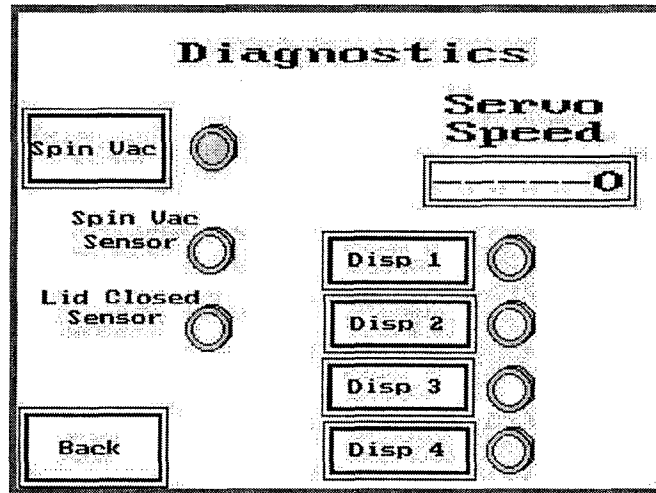 Diagnostics
Servo
Speed
Spin Vac
-----0
Spin Vac
Sensor
Disp 1
Lid Closed
Sensor
Disp 2
Disp 3
Back
Disp 4